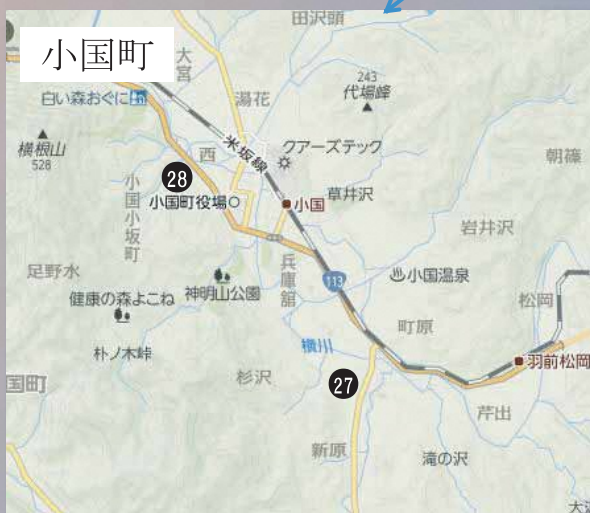 小国町
田沢頭
大宮
243
代場峰
白い森おぐに
湯花
横根山
528
米坂線
クアーズテック
朝篠
西
28
小国町役場
小国
草井沢
小国小坂町
岩井沢
足野水
兵庫舘
113
小国温泉
神明山公園
健康の森よこね
松岡
町原
朴ノ木峠
横川
羽前松岡
国町
杉沢
27
芹出
新原
滝の沢